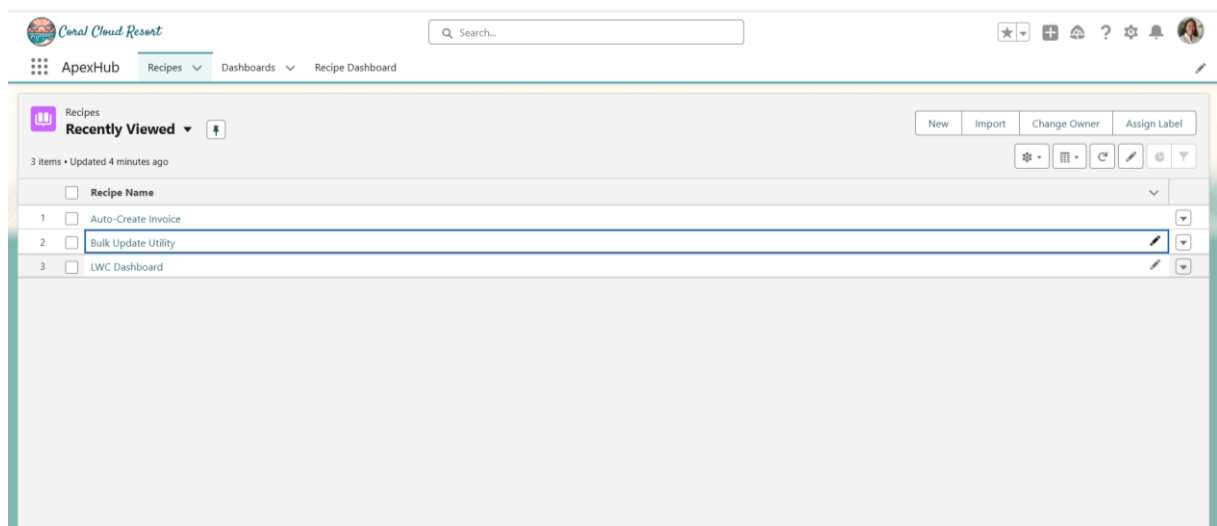 Coral Cloud Resort
Search...
ApexHub Recipes Dashboards Recipe Dashboard
Recipes
Recently Viewed
New Import Change Owner Assign Label
3 items • Updated 4 minutes ago
Recipe Name
1 Auto-Create Invoice
2 Bulk Update Utility
3 LWC Dashboard